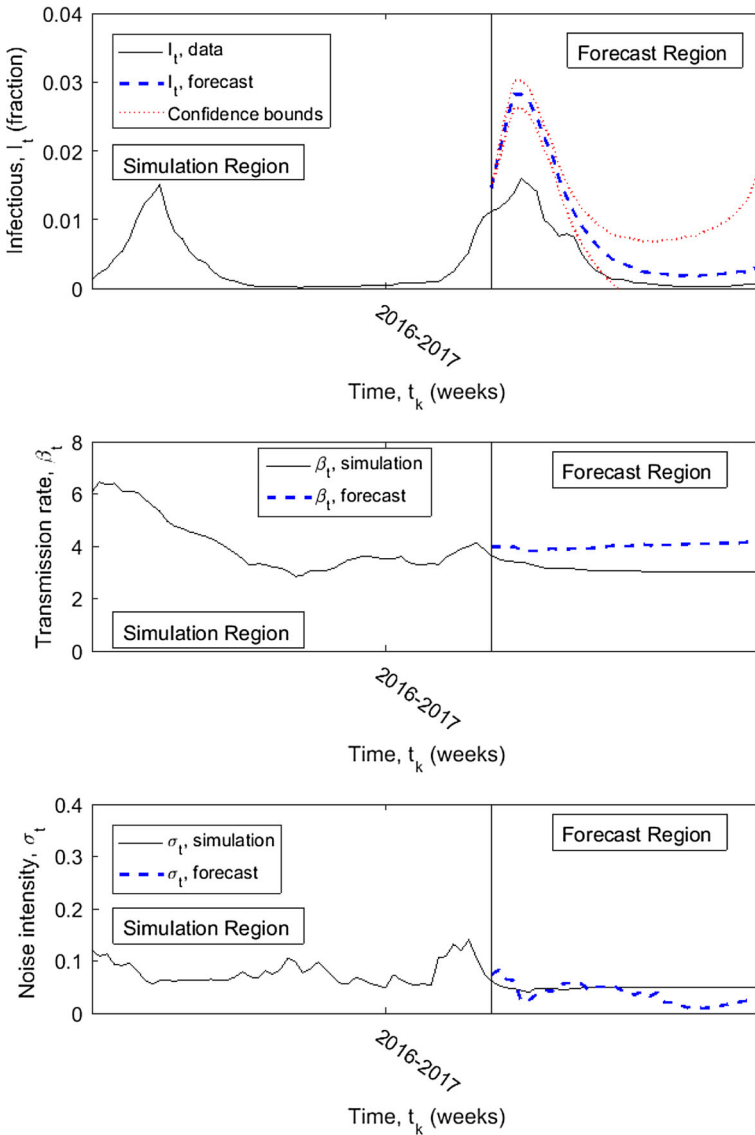 0.04
0.03
0.02
0.01
0
Infectious, I_t (fraction)
I_t, data
I_t, forecast
Confidence bounds
Simulation Region
Forecast Region
2016-2017
Time, t_k (weeks)
8
6
4
2
0
Transmission rate, β_t
β_t, simulation
β_t, forecast
Forecast Region
Simulation Region
2016-2017
Time, t_k (weeks)
0.4
0.3
0.2
0.1
0
Noise intensity, σ_t
σ_t, simulation
σ_t, forecast
Simulation Region
Forecast Region
2016-2017
Time, t_k (weeks)